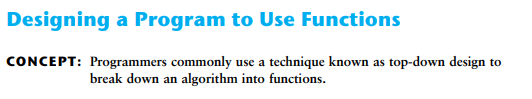 Designing a Program to Use Functions
CONCEPT: Programmers commonly use a technique known as top-down design to
break down an algorithm into functions.